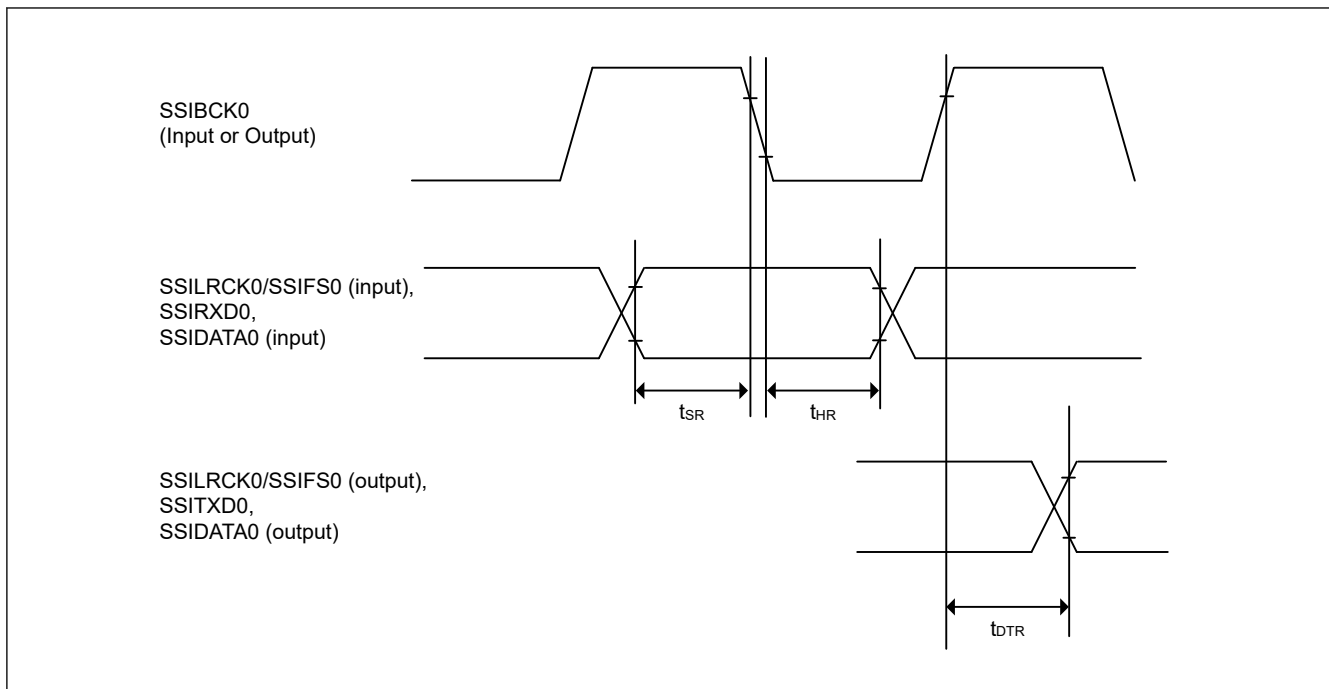 SSIBCK0
(Input or Output)
SSILRCK0/SSIFS0 (input),
SSIRXD0,
SSIDATA0 (input)
tSR
tHR
SSILRCK0/SSIFS0 (output),
SSITXD0,
SSIDATA0 (output)
tDTR